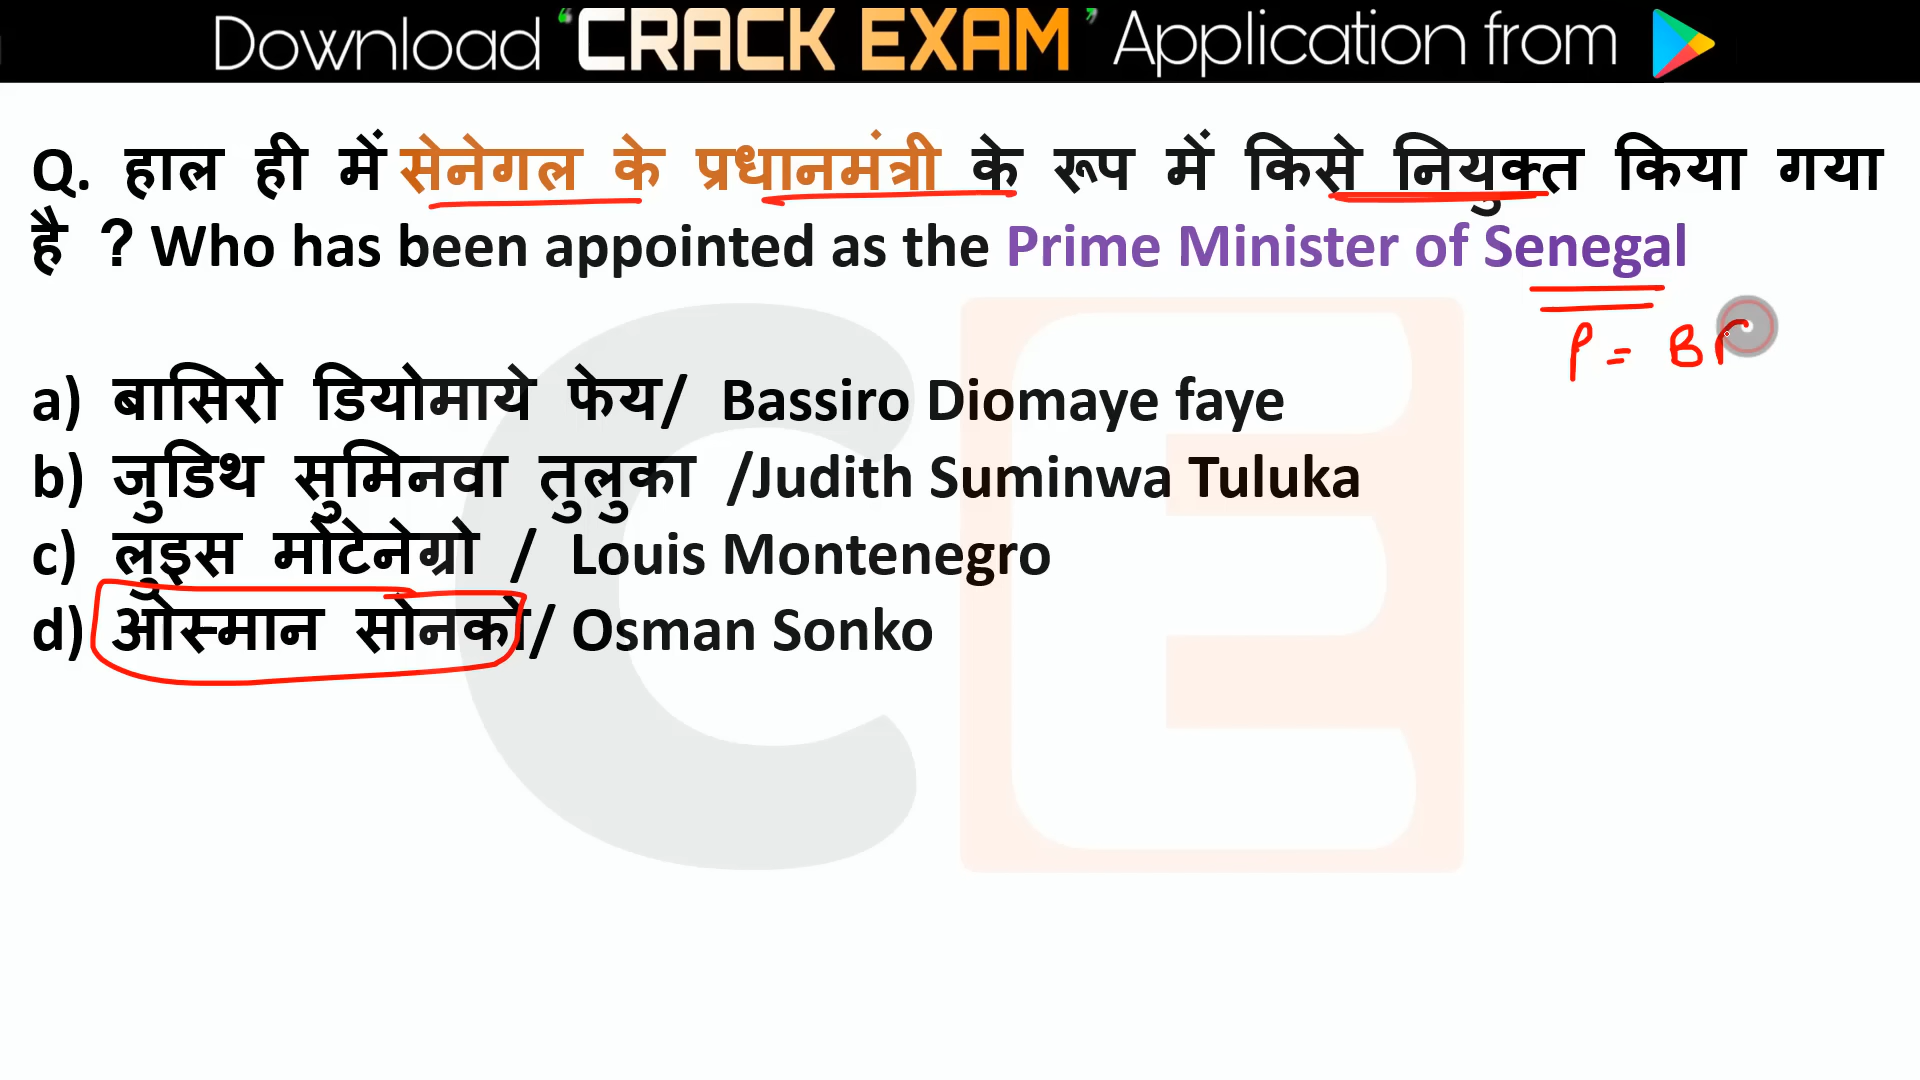 Download ‘CRACK EXAM’ Application from
Q. हाल ही में सेनेगल के प्रधानमंत्री के रूप में किसे नियुक्त किया गया
है ? Who has been appointed as the Prime Minister of Senegal
P = B
a) बासिरो डियोमाये फेय/ Bassiro Diomaye faye
b) जुडिथ सुमिनवा तुलुका /Judith Suminwa Tuluka
c) लुइस मोंटेनेग्रो / Louis Montenegro
d) ओस्मान सोनको/ Osman Sonko
CE